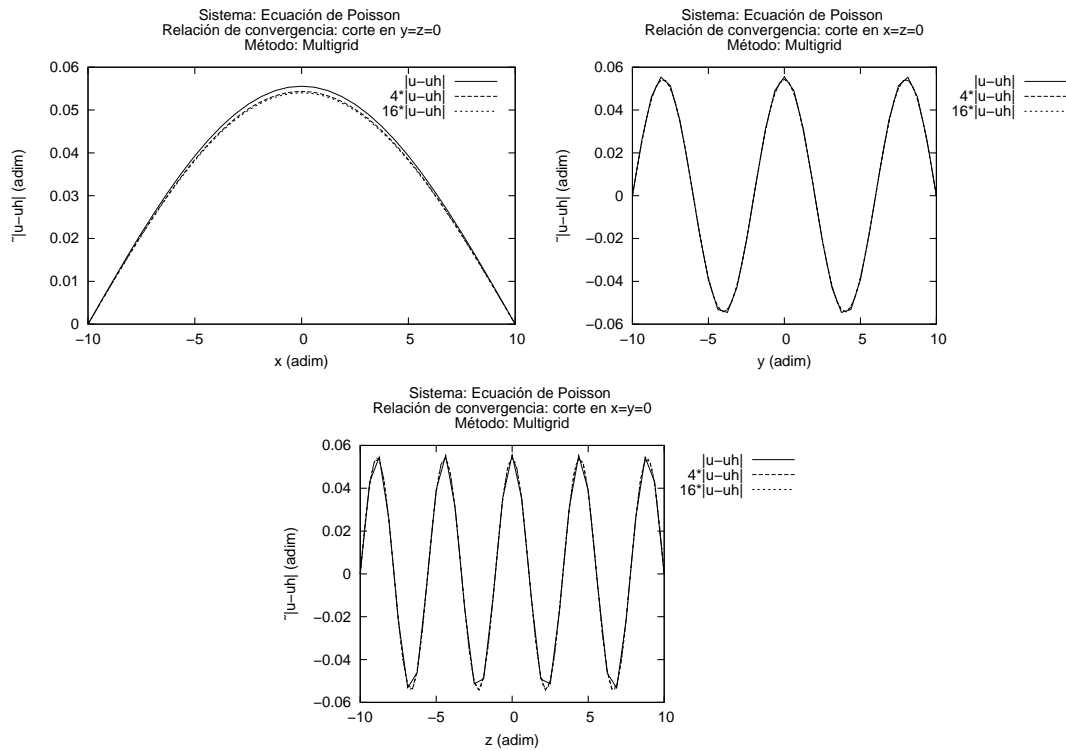 Sistema: Ecuación de Poisson
Relación de convergencia: corte en y=z=0
Método: Multigrid
0.06
0.05
0.04
0.03
0.02
0.01
0
~|u−uh| (adim)
|u−uh|
4*|u−uh|
16*|u−uh|
−10
−5
0
5
10
x (adim)
Sistema: Ecuación de Poisson
Relación de convergencia: corte en x=z=0
Método: Multigrid
0.06
0.04
0.02
0
−0.02
−0.04
−0.06
~|u−uh| (adim)
|u−uh|
4*|u−uh|
16*|u−uh|
−10
−5
0
5
10
y (adim)
Sistema: Ecuación de Poisson
Relación de convergencia: corte en x=y=0
Método: Multigrid
0.06
0.04
0.02
0
−0.02
−0.04
−0.06
~|u−uh| (adim)
|u−uh|
4*|u−uh|
16*|u−uh|
−10
−5
0
5
10
z (adim)